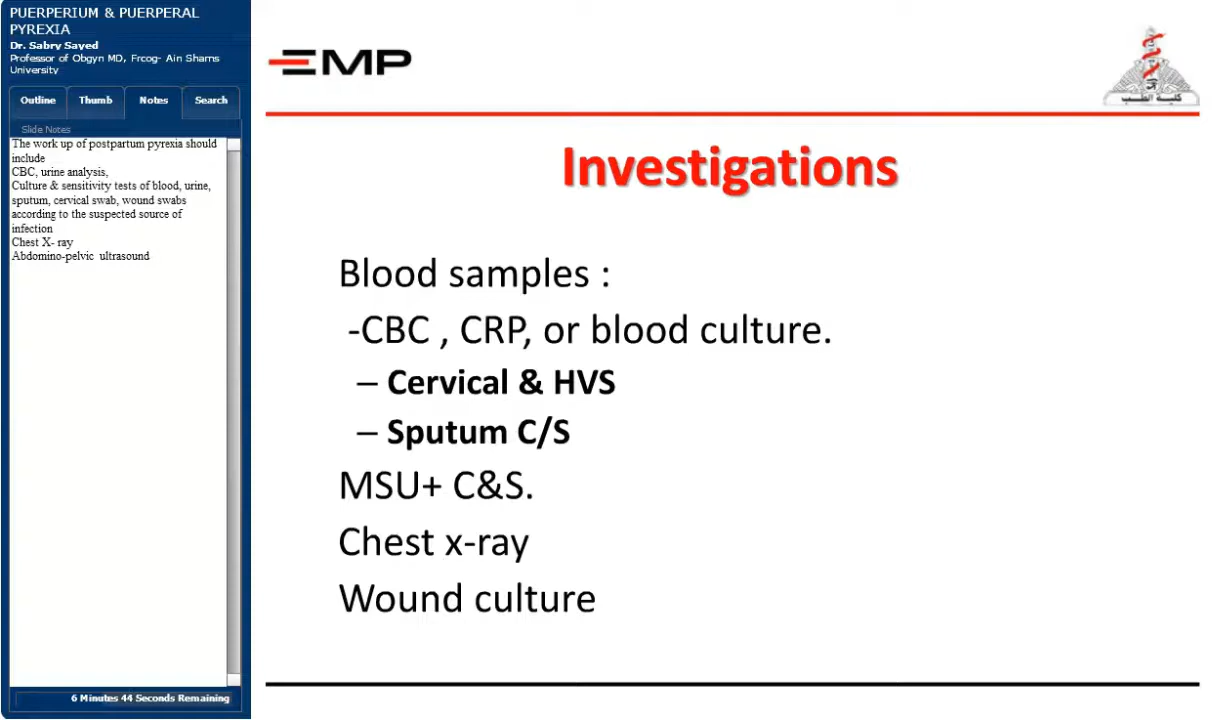 PUERPERIUM & PUERPERAL
PYREXIA
Dr. Sabry Sayed
Professor of Obgyn MD, Frcog- Ain Shams
University
Outline
Thumb
Notes
Search
Slide Notes
The work up of postpartum pyrexia should
include
CBC, urine analysis,
Culture & sensitivity tests of blood, urine,
sputum, cervical swab, wound swabs
according to the suspected source of
infection
Chest X- ray
Abdomino-pelvic ultrasound
6 Minutes 44 Seconds Remaining
EMP
كلية الطب
Investigations
Blood samples :
-CBC , CRP, or blood culture.
– Cervical & HVS
– Sputum C/S
MSU+ C&S.
Chest x-ray
Wound culture